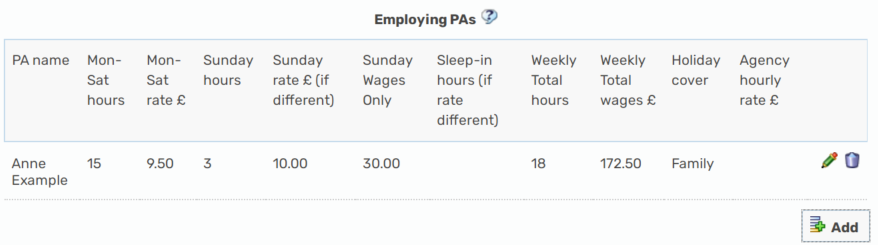 Employing PAs
PA name Mon- Mon- Sunday Sunday Sunday Sleep-in Weekly Weekly Holiday Agency
Sat Sat hours rate £ (if Wages hours (if Total Total cover hourly
hours rate £ different) Only rate hours wages £ rate £
different)
Anne 15 9.50 3 10.00 30.00 18 172.50 Family
Example
Add